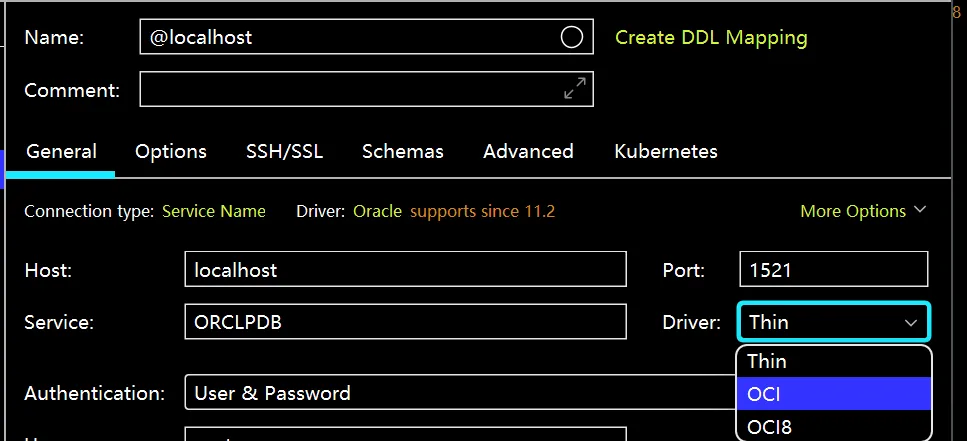 8
Name: @localhost Create DDL Mapping
Comment:
General Options SSH/SSL Schemas Advanced Kubernetes
Connection type: Service Name Driver: Oracle supports since 11.2 More Options
Host: localhost Port: 1521
Service: ORCLPDB Driver: Thin
Thin
Authentication: User & Password OCI
OCI8